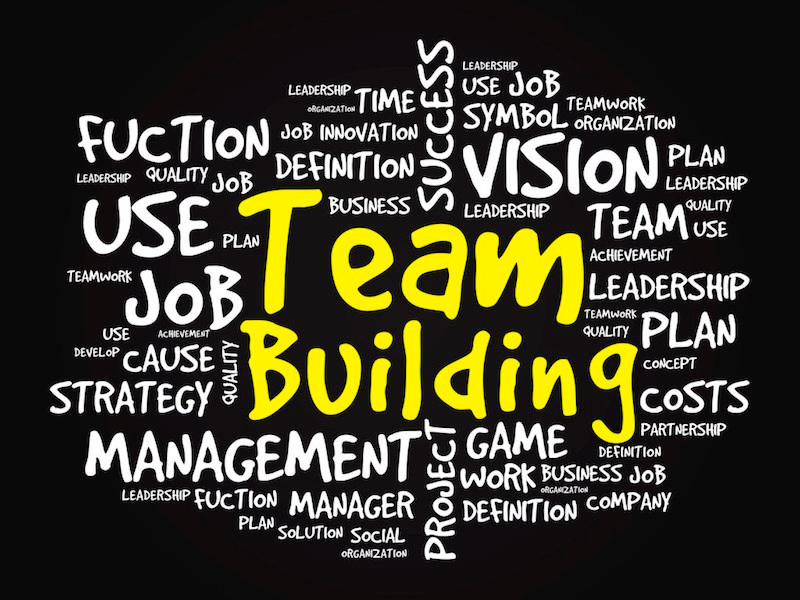 LEADERSHIP
LEADERSHIP
USE JOB
ORGANIZATION
TIME
SUCCESS
SYMBOL
TEAMWORK
ORGANIZATION
FUCTION
JOB INNOVATION
DEFINITION
VISION
PLAN
LEADERSHIP
QUALITY
JOB
LEADERSHIP
USE
BUSINESS
LEADERSHIP
TEAM
QUALITY
USE
PLAN
Team
ACHIEVEMENT
TEAMWORK
JOB
LEADERSHIP
TEAMWORK
QUALITY
PLAN
USE
ACHIEVEMENT
DEVELOP
CAUSE
QUALITY
Building
CONCEPT
STRATEGY
COSTS
PARTNERSHIP
MANAGEMENT
PROJECT
GAME
DEFINITION
WORK
BUSINESS JOB
ORGANIZATION
LEADERSHIP
FUCTION
MANAGER
DEFINITION
COMPANY
PLAN
SOLUTION
SOCIAL
ORGANIZATION